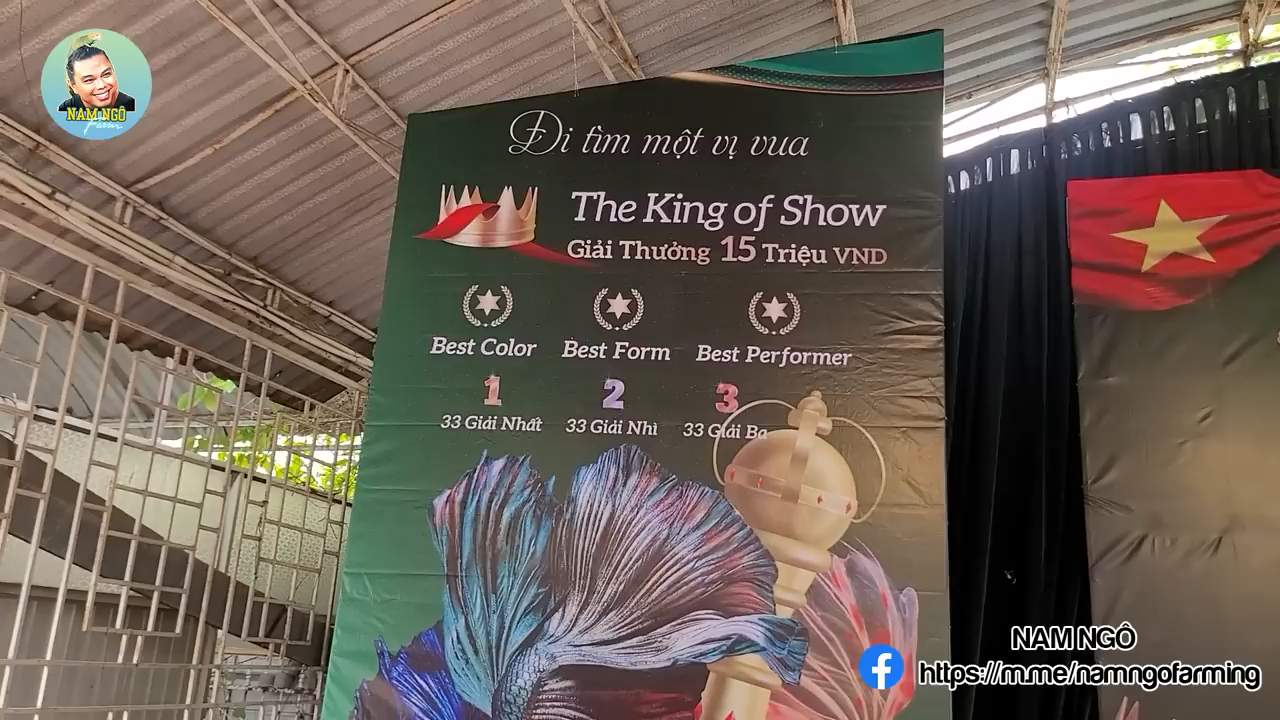 NAM NGÔ
Farm
Đi tìm một vị vua
The King of Show
Giải Thưởng 15 Triệu VND
Best Color Best Form Best Performer
1 2 3
33 Giải Nhất 33 Giải Nhì 33 Giải Ba
NAM NGÔ
https://m.me/namngofarming